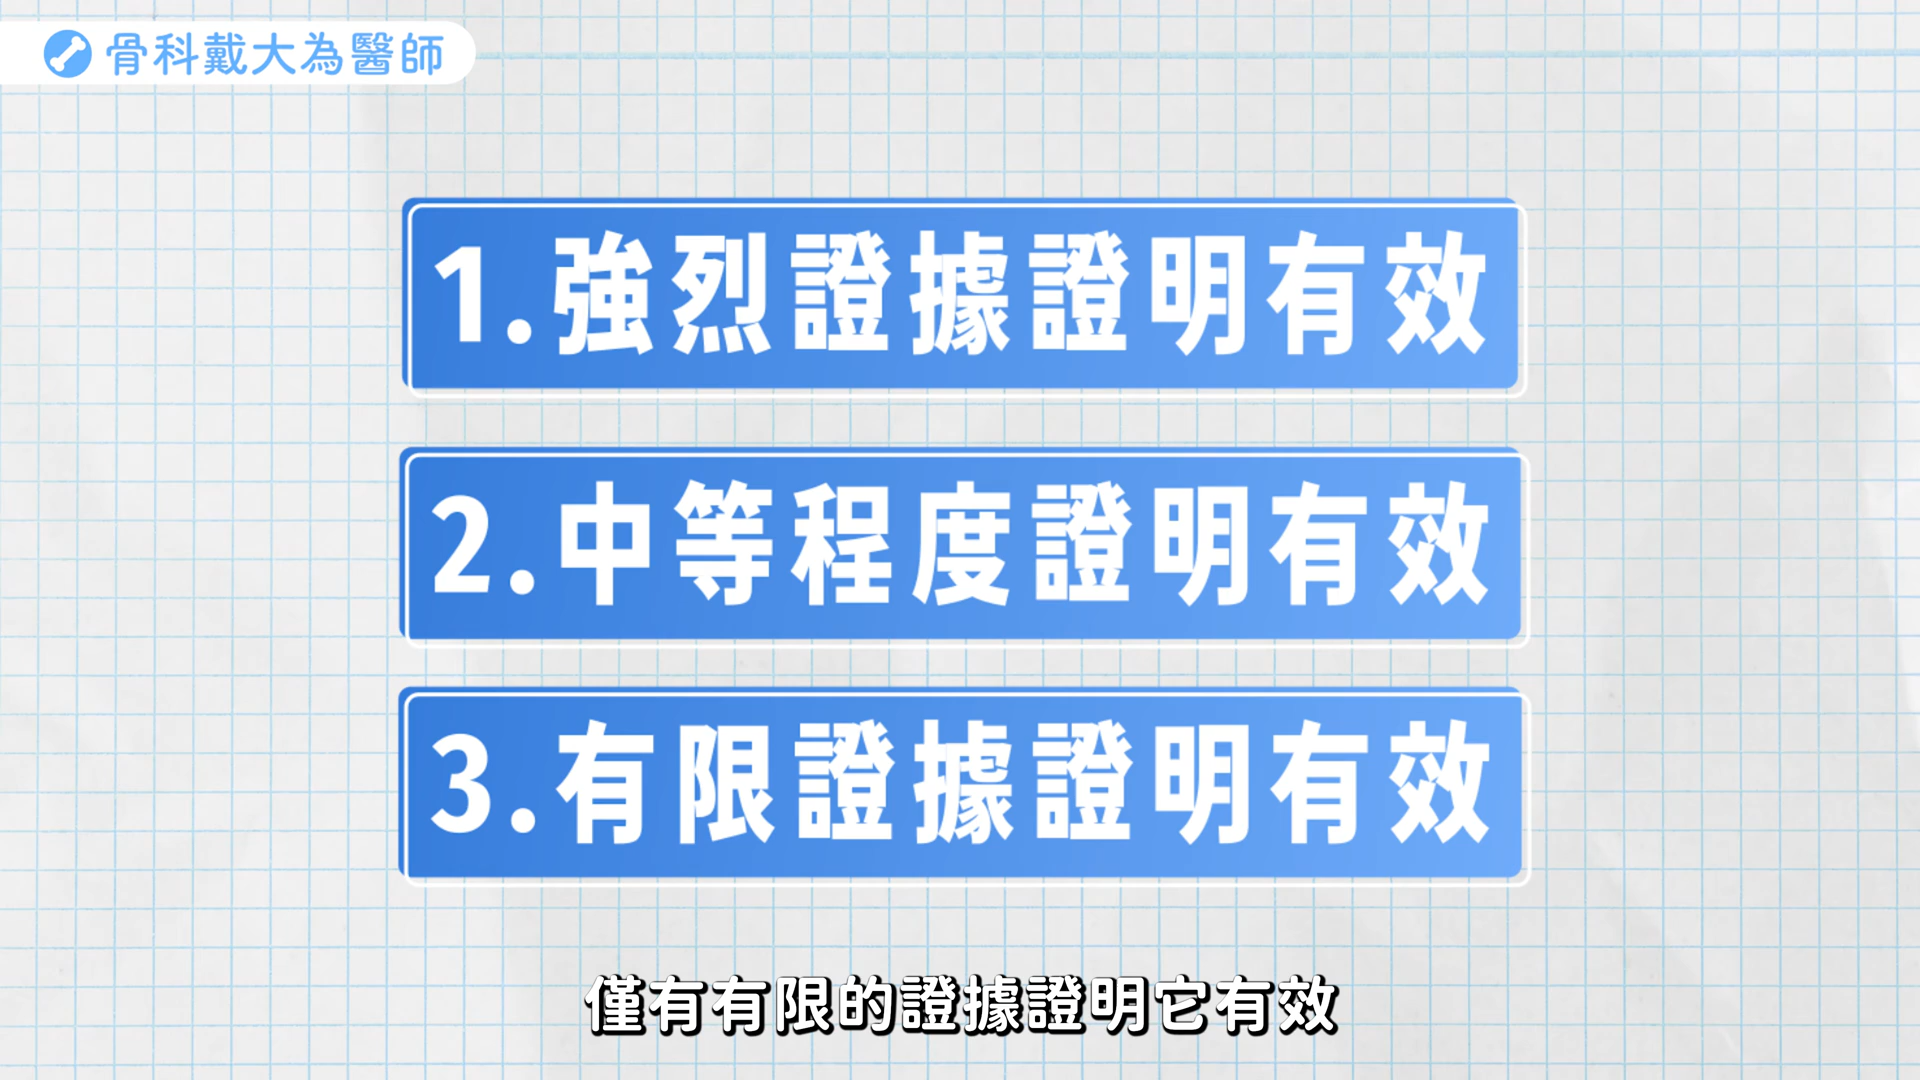 骨科戴大為醫師
1.強烈證據證明有效
2.中等程度證明有效
3.有限證據證明有效
僅有有限的證據證明它有效